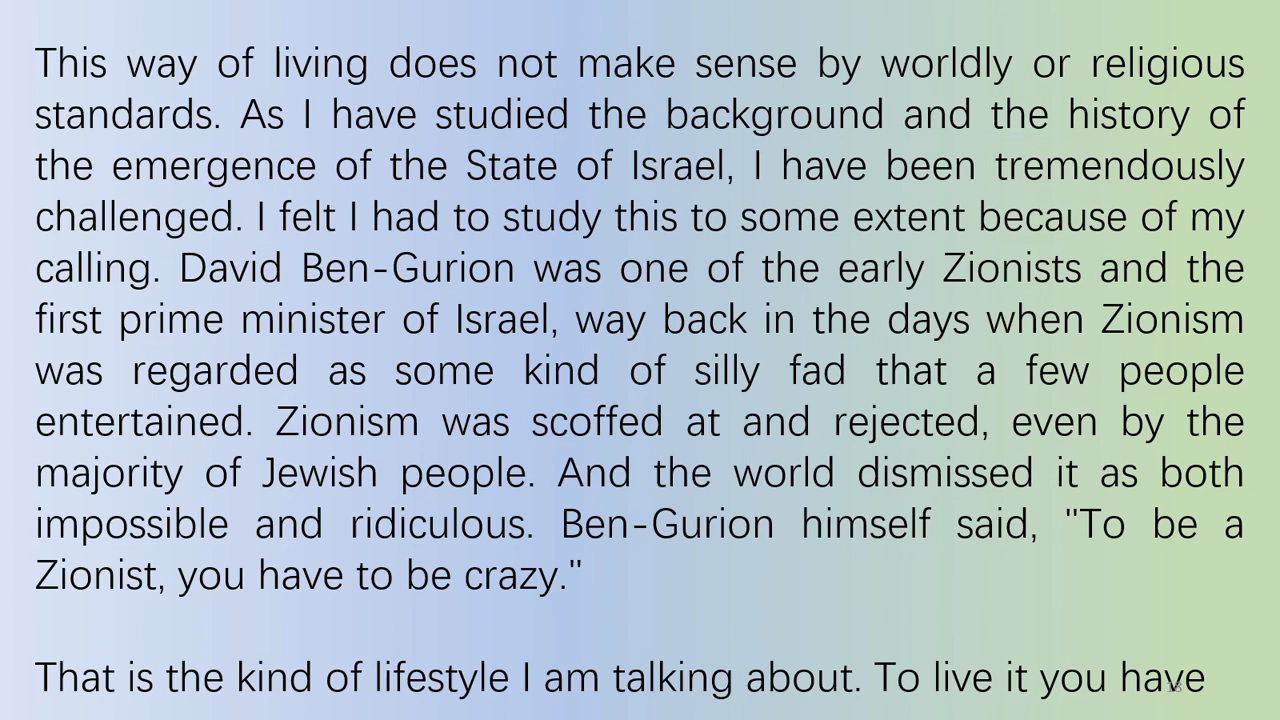 This way of living does not make sense by worldly or religious
standards. As I have studied the background and the history of
the emergence of the State of Israel, I have been tremendously
challenged. I felt I had to study this to some extent because of my
calling. David Ben-Gurion was one of the early Zionists and the
first prime minister of Israel, way back in the days when Zionism
was regarded as some kind of silly fad that a few people
entertained. Zionism was scoffed at and rejected, even by the
majority of Jewish people. And the world dismissed it as both
impossible and ridiculous. Ben-Gurion himself said, "To be a
Zionist, you have to be crazy."
That is the kind of lifestyle I am talking about. To live it you have